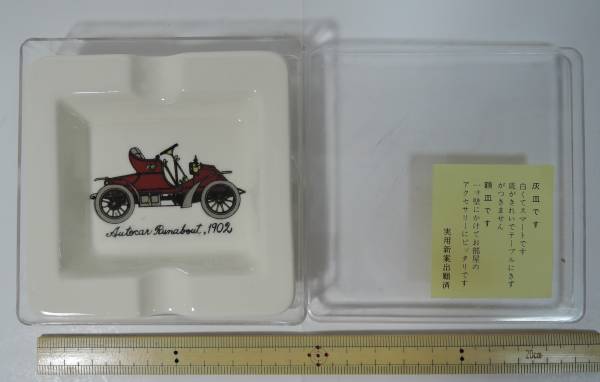 Autocar Runabout, 1902
灰皿です
白くてスマートです
底がきれいでテーブルにきず
がつきません
額皿です
一寸壁にかけてお部屋の
アクセサリーにピッタリです
実用新案出願済
20cm